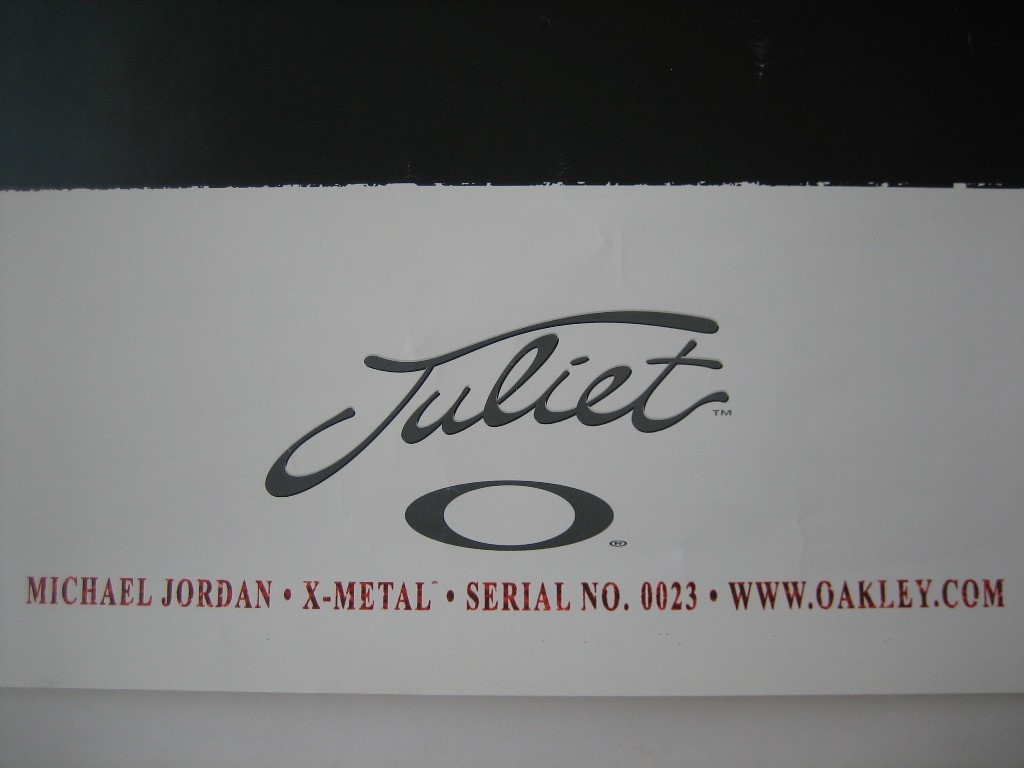 Juliet™
®
MICHAEL JORDAN • X-METAL™ • SERIAL NO. 0023 • WWW.OAKLEY.COM